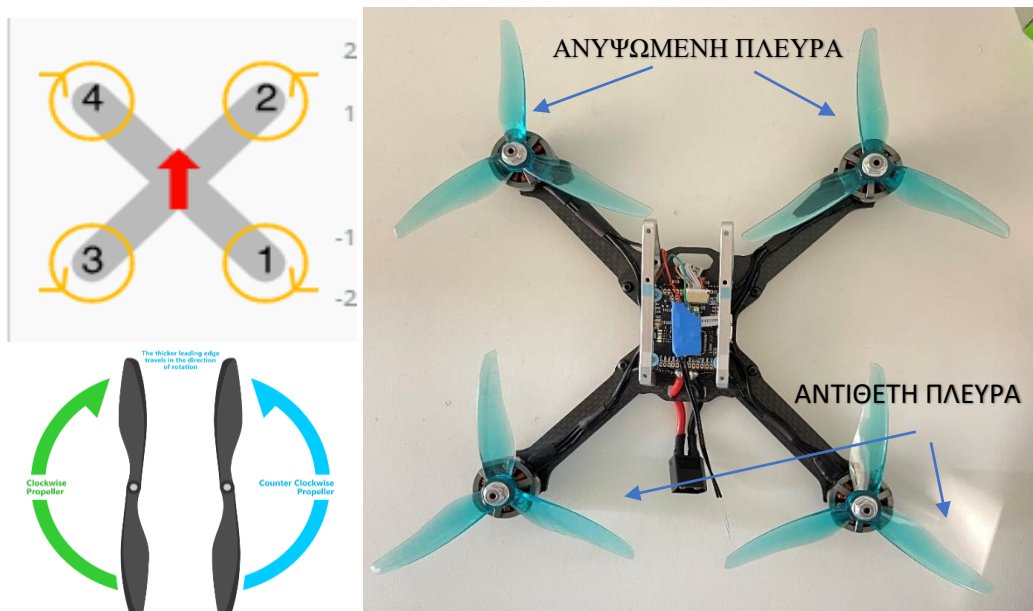 4
2
3
1
2
1
-1
-2
The thicker leading edge
travels in the direction
of rotation
Clockwise
Propeller
Counter Clockwise
Propeller
ΑΝΥΨΩΜΕΝΗ ΠΛΕΥΡΑ
ΑΝΤΙΘΕΤΗ ΠΛΕΥΡΑ